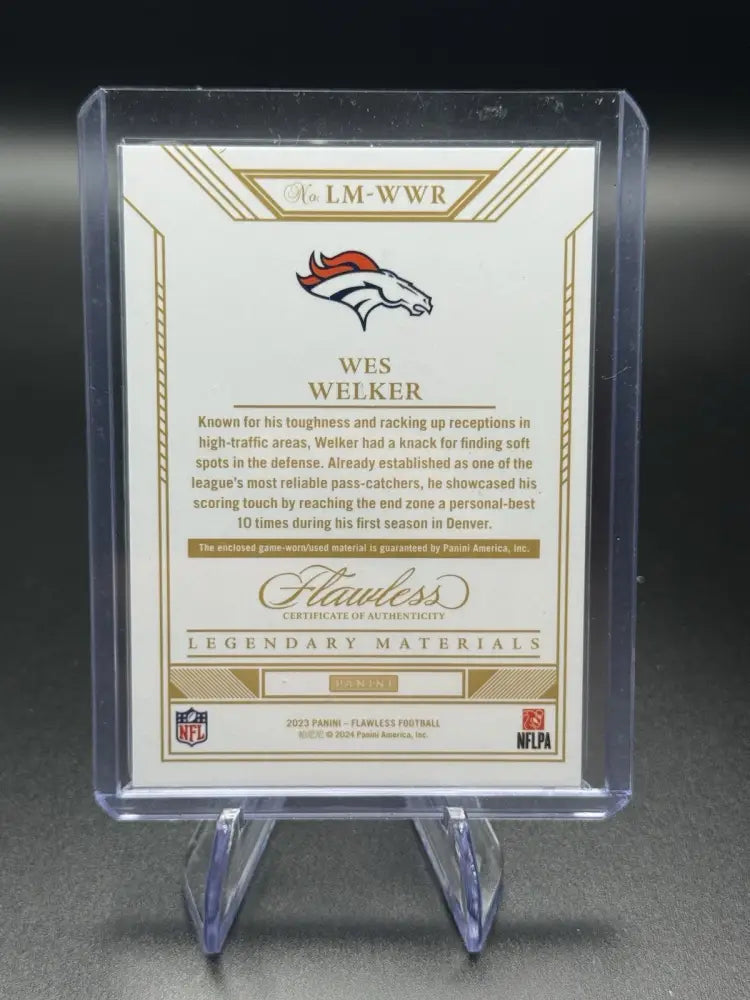 No. LM-WWR
WES
WELKER
Known for his toughness and racking up receptions in
high-traffic areas, Welker had a knack for finding soft
spots in the defense. Already established as one of the
league's most reliable pass-catchers, he showcased his
scoring touch by reaching the end zone a personal-best
10 times during his first season in Denver.
The enclosed game-worn/used material is guaranteed by Panini America, Inc.
Flawless
CERTIFICATE OF AUTHENTICITY
LEGENDARY MATERIALS
PANINI
2023 PANINI – FLAWLESS FOOTBALL
帕尼尼 © 2024 Panini America, Inc.
NFL
NFLPA